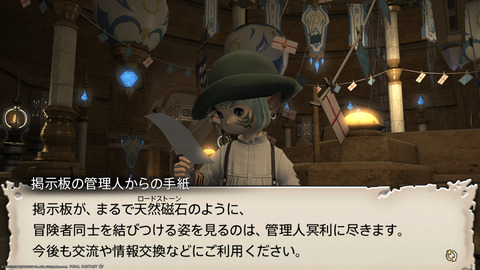 掲示板の管理人からの手紙
ロードストーン
掲示板が、まるで天然磁石のように、
冒険者同士を結びつける姿を見るのは、管理人冥利に尽きます。
今後も交流や情報交換などにご利用ください。